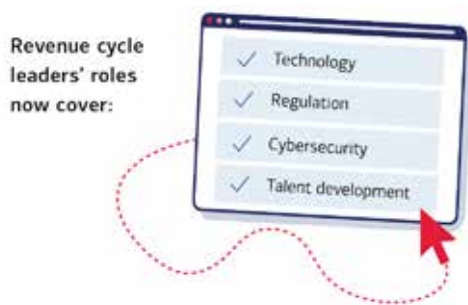 Revenue cycle
leaders' roles
now cover:
Technology
Regulation
Cybersecurity
Talent development